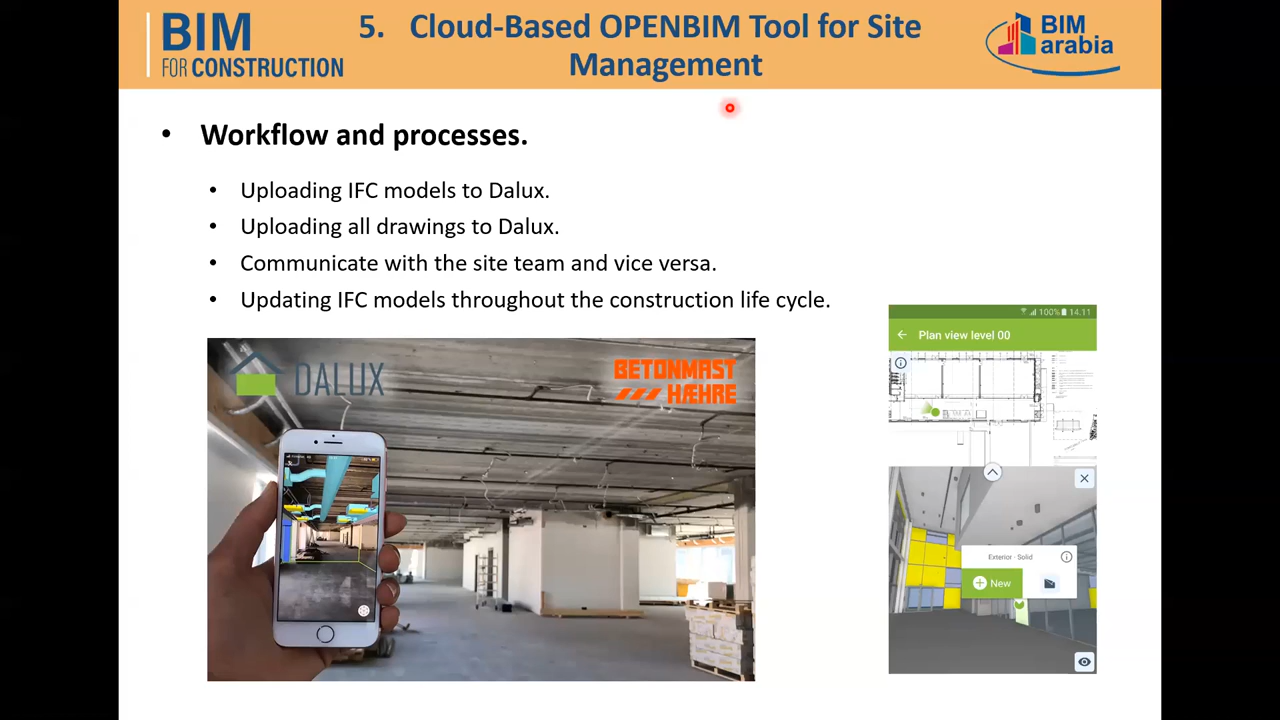 BIM
FOR CONSTRUCTION
5. Cloud-Based OPENBIM Tool for Site
Management
BIM
arabia
• Workflow and processes.
• Uploading IFC models to Dalux.
• Uploading all drawings to Dalux.
• Communicate with the site team and vice versa.
• Updating IFC models throughout the construction life cycle.
DALUX
BETONMAST
HÆHRE
100% 14.11
Plan view level 00
Exterior - Solid
New